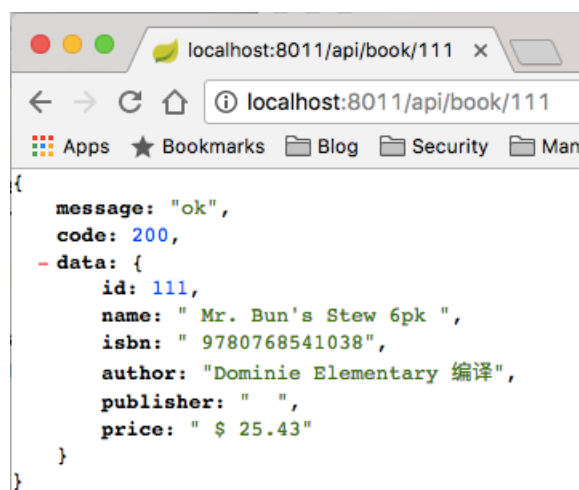 localhost:8011/api/book/111 ×
localhost:8011/api/book/111
Apps Bookmarks Blog Security Man
{
message: "ok",
code: 200,
- data: {
id: 111,
name: " Mr. Bun's Stew 6pk ",
isbn: " 9780768541038",
author: "Dominie Elementary 编译",
publisher: "  ",
price: " $ 25.43"
}
}